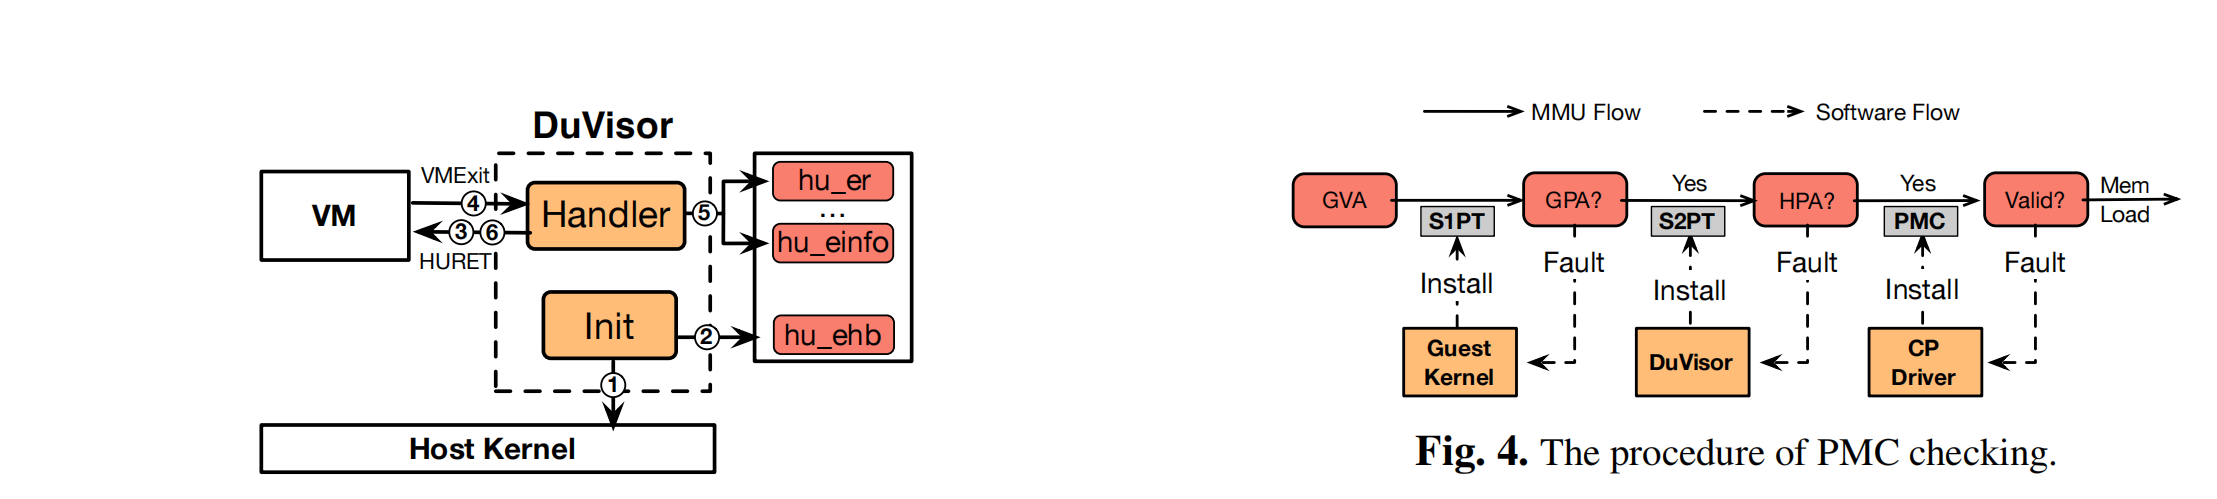 DuVisor
VM
VMExit
4
3 6
HURET
Handler
5
hu_er
...
hu_einfo
Init
2
hu_ehb
1
Host Kernel
MMU Flow
Software Flow
GVA
S1PT
GPA?
Yes
S2PT
HPA?
Yes
PMC
Valid?
Mem
Load
Install
Fault
Install
Fault
Install
Fault
Guest
Kernel
DuVisor
CP
Driver
Fig. 4. The procedure of PMC checking.